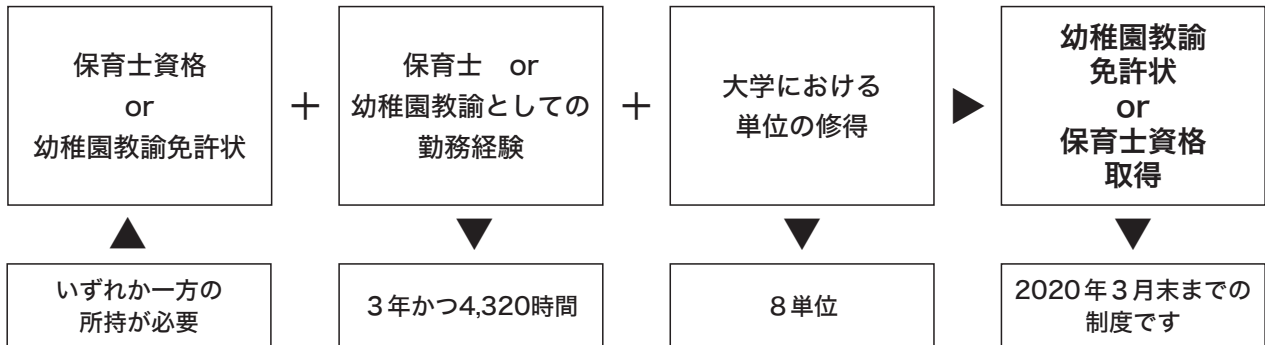 保育士資格
or
幼稚園教諭免許状
＋
保育士　or
幼稚園教諭としての
勤務経験
＋
大学における
単位の修得
▶
幼稚園教諭
免許状
or
保育士資格
取得
▲
▼
▼
▼
いずれか一方の
所持が必要
３年かつ4,320時間
８単位
2020年３月末までの
制度です